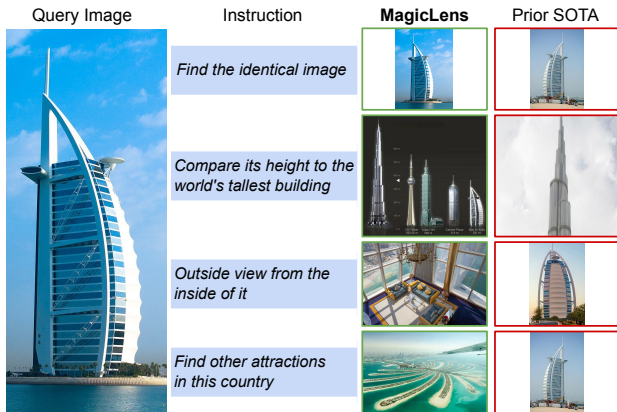 Query Image
Instruction
MagicLens
Prior SOTA
Find the identical image
Compare its height to the
world's tallest building
Outside view from the
inside of it
Find other attractions
in this country